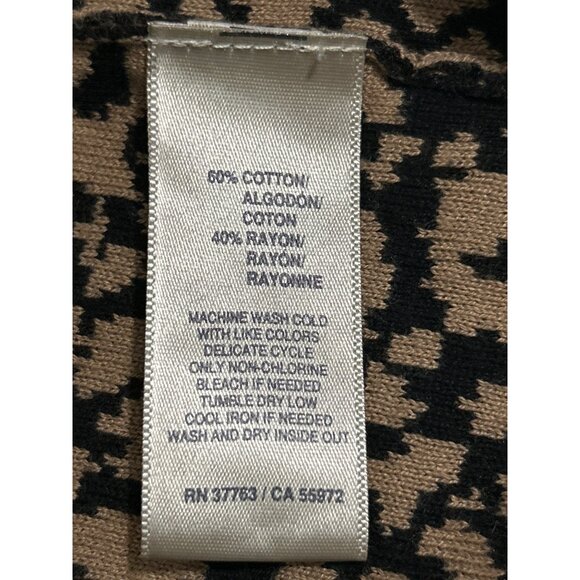 60% COTTON/
ALGODON/
COTON
40% RAYON/
RAYON/
RAYONNE
MACHINE WASH COLD
WITH LIKE COLORS
DELICATE CYCLE
ONLY NON-CHLORINE
BLEACH IF NEEDED
TUMBLE DRY LOW
COOL IRON IF NEEDED
WASH AND DRY INSIDE OUT
RN 37763 / CA 55972